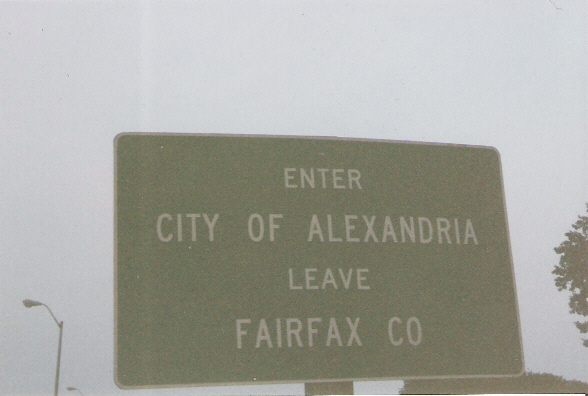 ENTER
CITY OF ALEXANDRIA
LEAVE
FAIRFAX CO